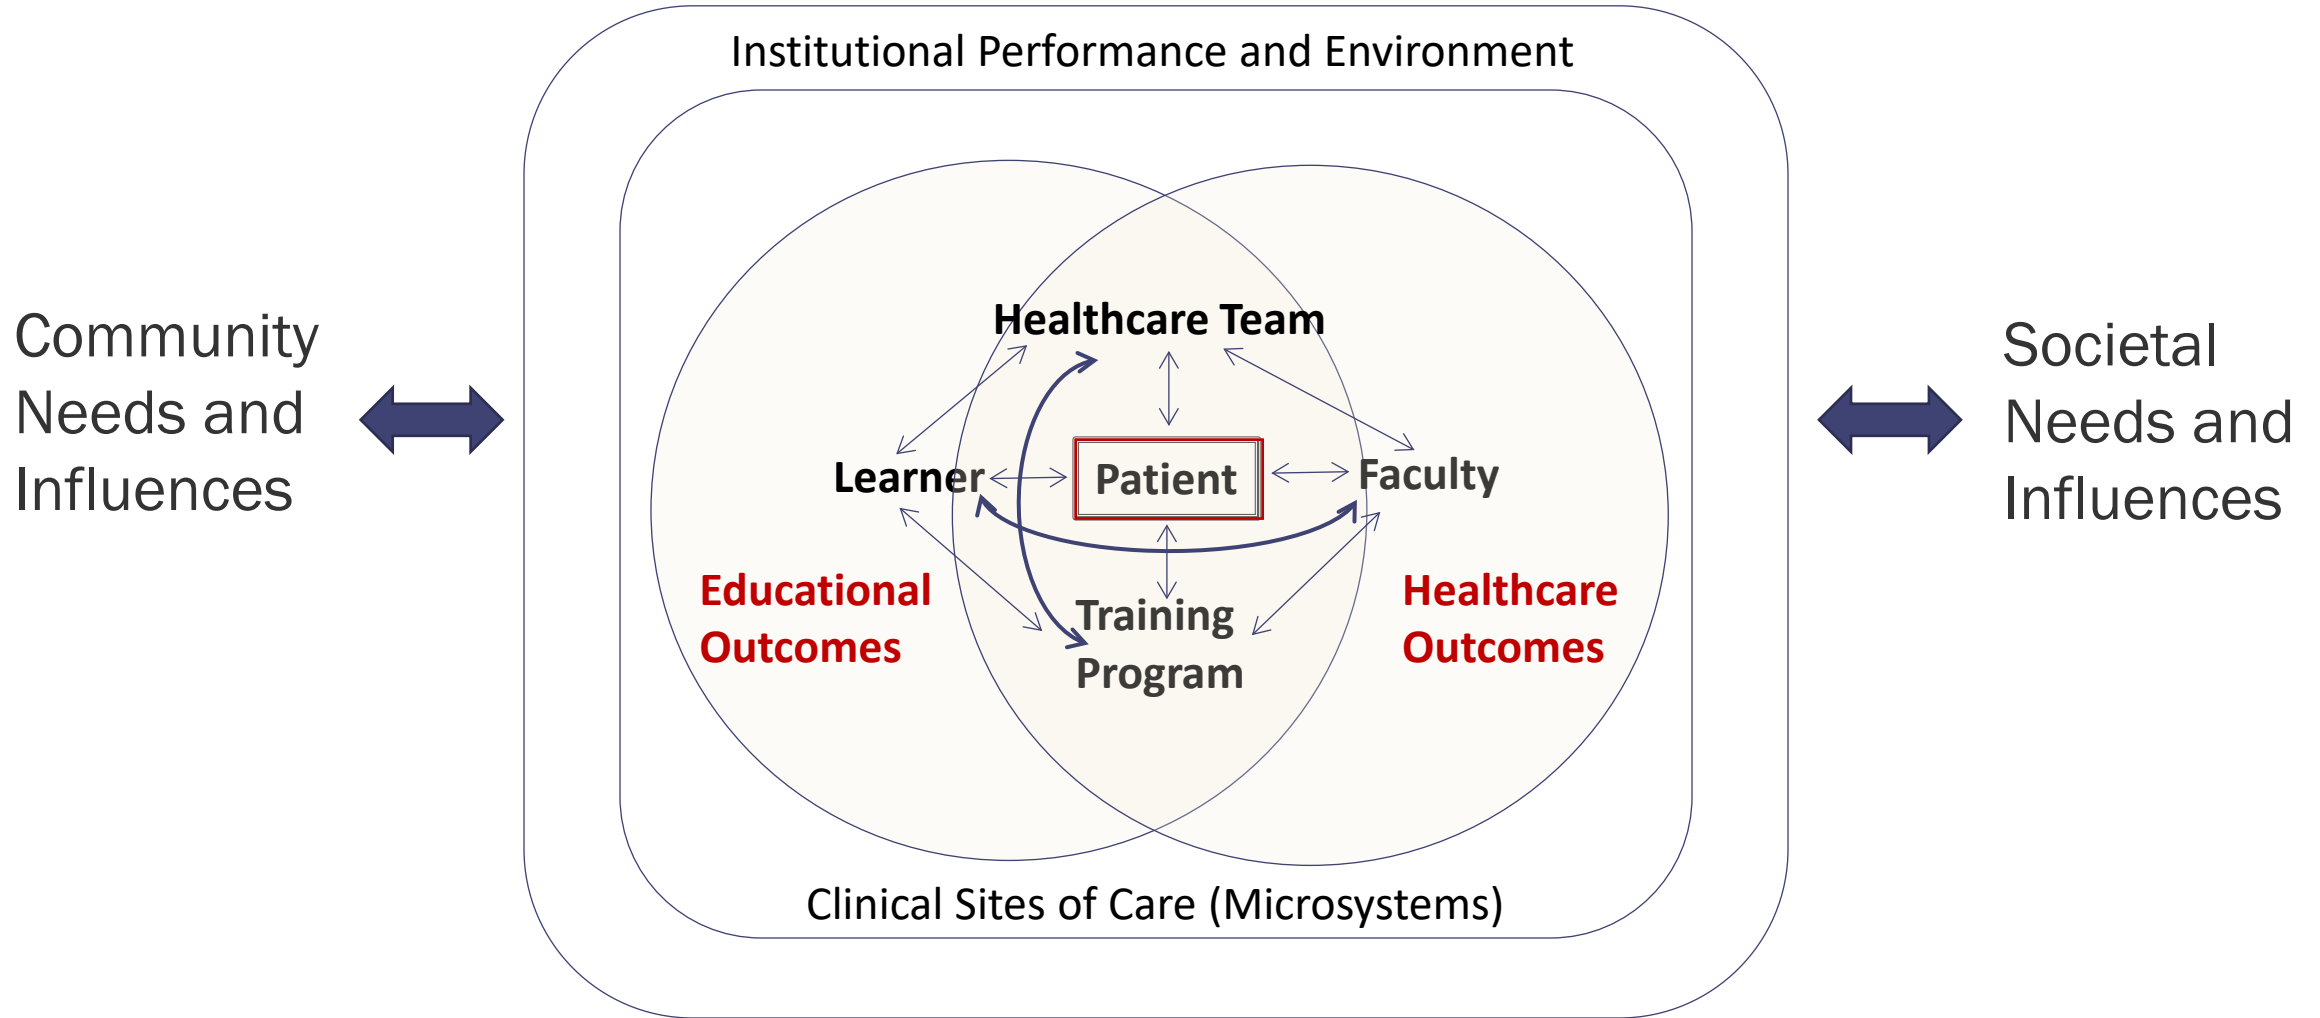 Institutional Performance and Environment
Community
Needs and
Influences
Healthcare Team
Learner
Patient
Faculty
Educational
Outcomes
Training
Program
Healthcare
Outcomes
Clinical Sites of Care (Microsystems)
Societal
Needs and
Influences